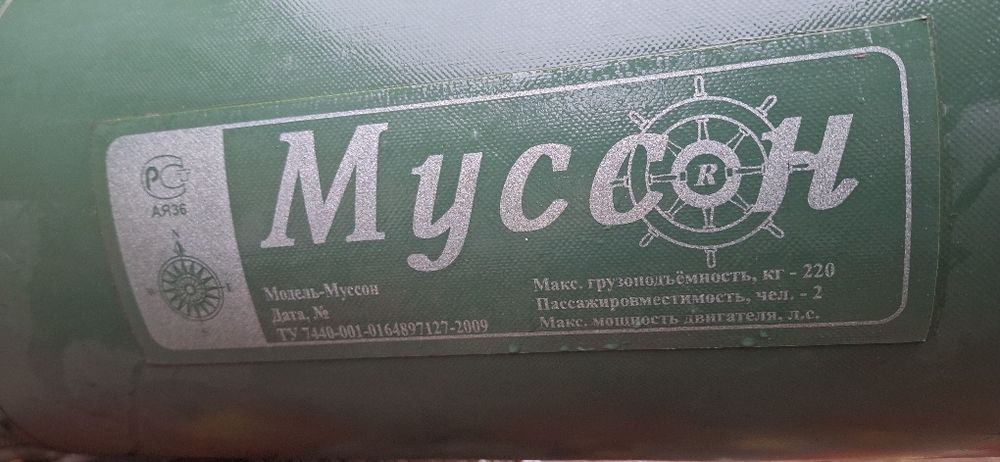 Муссон
R
РС
АЯ36
N
Модель-Муссон
Дата, №
ТУ 7440-001-0164897127-2009
Макс. грузоподъёмность, кг - 220
Пассажировместимость, чел. - 2
Макс. мощность двигателя, л.с.